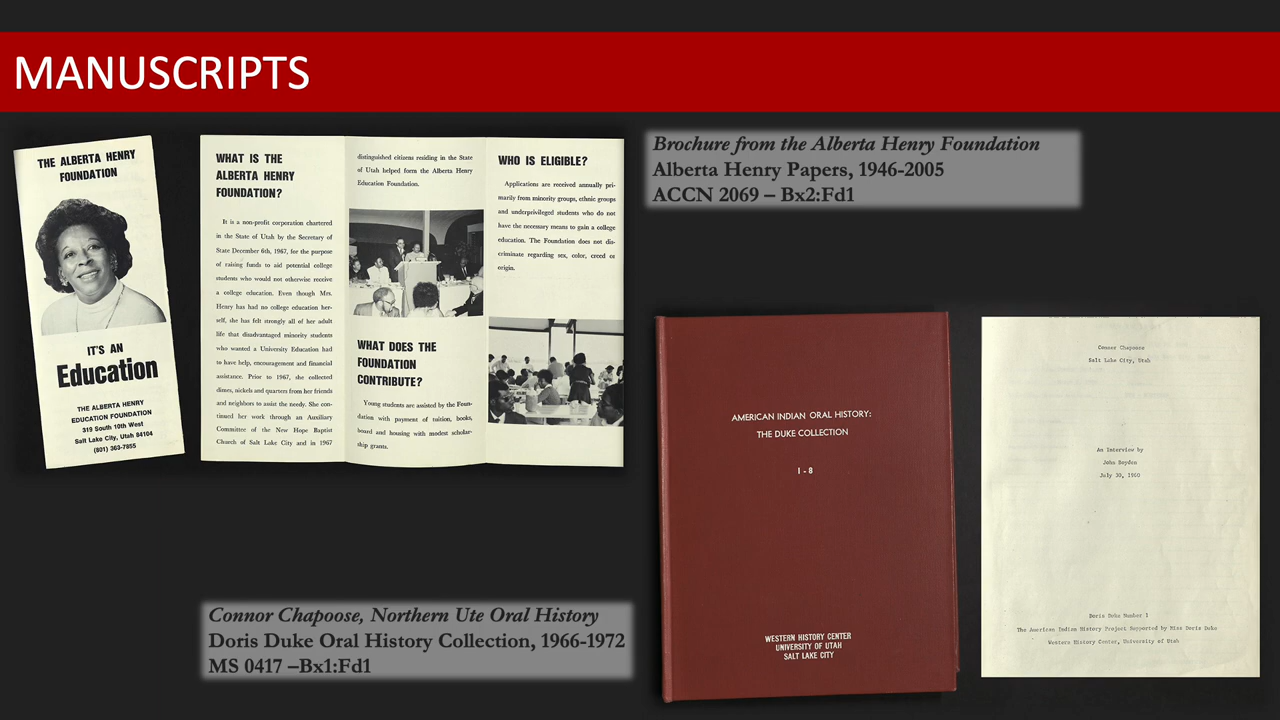 MANUSCRIPTS
THE ALBERTA HENRY
FOUNDATION
IT'S AN
Education
THE ALBERTA HENRY
EDUCATION FOUNDATION
319 South 10th West
Salt Lake City, Utah 84104
(801) 363-7855
WHAT IS THE
ALBERTA HENRY
FOUNDATION?
It is a non-profit corporation chartered
in the State of Utah by the Secretary of
State December 6th, 1967, for the purpose
of raising funds to aid potential college
students who would not otherwise receive
a college education. Even though Mrs.
Henry has had no college education her-
self, she has felt strongly all of her adult
life that disadvantaged minority students
who wanted a University Education had
to have help, encouragement and financial
assistance. Prior to 1967, she collected
dimes, nickels and quarters from her friends
and neighbors to assist the needy. She con-
tinued her work through an Auxiliary
Committee of the New Hope Baptist
Church of Salt Lake City and in 1967
distinguished citizens residing in the State
of Utah helped form the Alberta Henry
Education Foundation.
WHAT DOES THE
FOUNDATION
CONTRIBUTE?
Young students are assisted by the Foun-
dation with payment of tuition, books,
board and housing with modest scholar-
ship grants.
WHO IS ELIGIBLE?
Applications are received annually pri-
marily from minority groups, ethnic groups
and underprivileged students who do not
have the necessary means to gain a college
education. The Foundation does not dis-
criminate regarding sex, color, creed or
origin.
Brochure from the Alberta Henry Foundation
Alberta Henry Papers, 1946-2005
ACCN 2069 – Bx2:Fd1
Connor Chapoose, Northern Ute Oral History
Doris Duke Oral History Collection, 1966-1972
MS 0417 –Bx1:Fd1
AMERICAN INDIAN ORAL HISTORY:
THE DUKE COLLECTION
1 - 8
WESTERN HISTORY CENTER
UNIVERSITY OF UTAH
SALT LAKE CITY
Connor Chapoose
Salt Lake City, Utah
An Interview by
John Boyden
July 30, 1960
Doris Duke Number 1
The American Indian History Project Supported by Miss Doris Duke
Western History Center, University of Utah